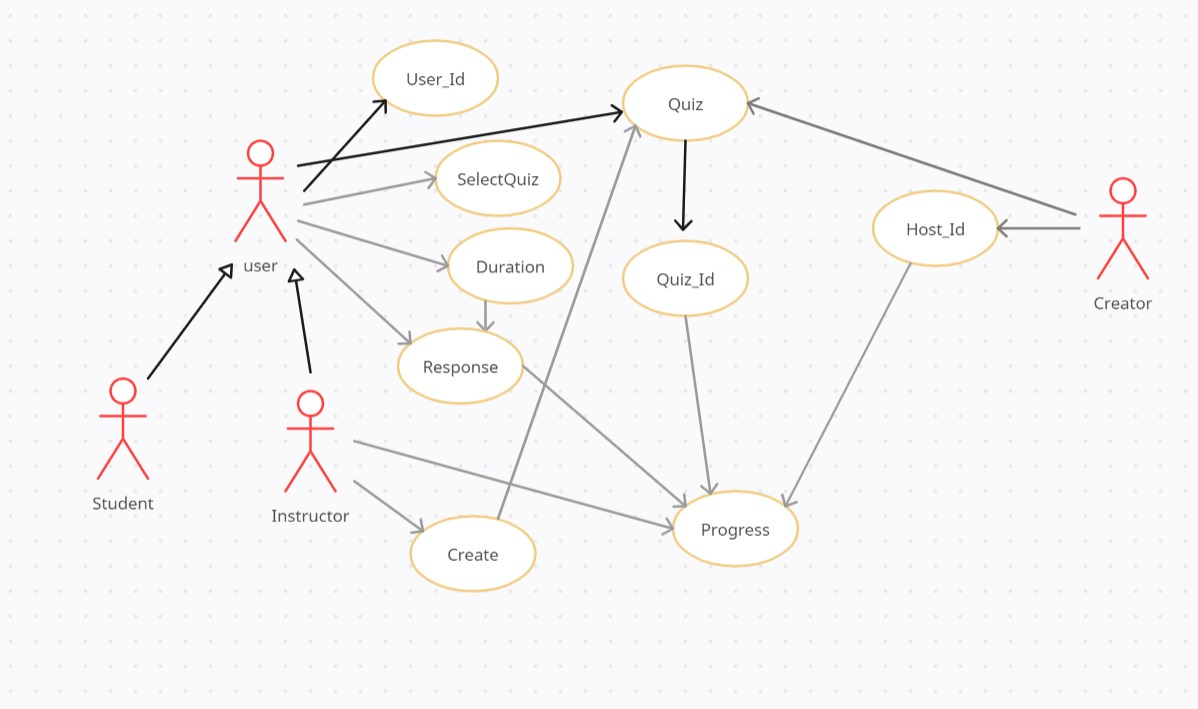 User_Id
Quiz
SelectQuiz
Host_Id
user
Duration
Quiz_Id
Creator
Response
Student
Instructor
Progress
Create